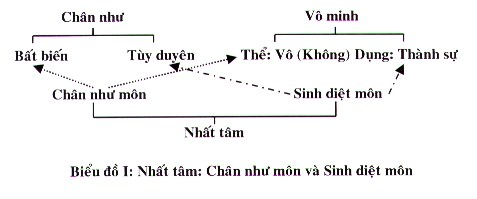 Chân như Vô minh
Bất biến Tùy duyên Thể: Vô (Không) Dụng: Thành sự
Chân như môn Sinh diệt môn
Nhất tâm
Biểu đồ I: Nhất tâm: Chân như môn và Sinh diệt môn